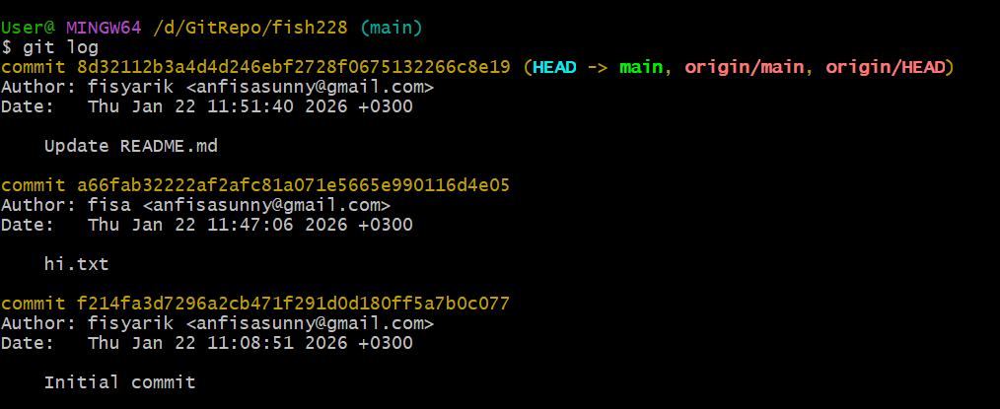 User@ MINGW64 /d/GitRepo/fish228 (main)
$ git log
commit 8d32112b3a4d4d246ebf2728f0675132266c8e19 (HEAD -> main, origin/main, origin/HEAD)
Author: fisyarik <anfisasunny@gmail.com>
Date:   Thu Jan 22 11:51:40 2026 +0300
    Update README.md
commit a66fab32222af2afc81a071e5665e990116d4e05
Author: fisa <anfisasunny@gmail.com>
Date:   Thu Jan 22 11:47:06 2026 +0300
    hi.txt
commit f214fa3d7296a2cb471f291d0d180ff5a7b0c077
Author: fisyarik <anfisasunny@gmail.com>
Date:   Thu Jan 22 11:08:51 2026 +0300
    Initial commit